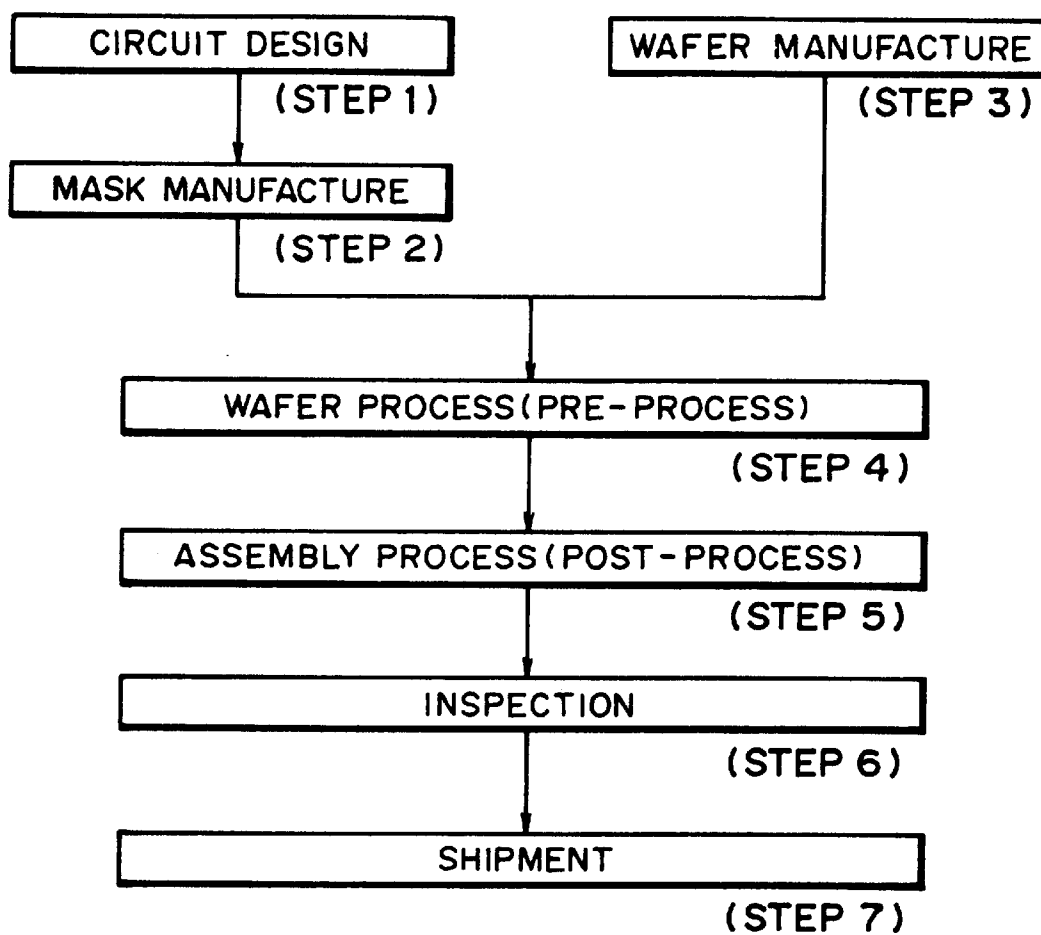 CIRCUIT DESIGN
(STEP 1)
WAFER MANUFACTURE
(STEP 3)
MASK MANUFACTURE
(STEP 2)
WAFER PROCESS(PRE-PROCESS)
(STEP 4)
ASSEMBLY PROCESS(POST-PROCESS)
(STEP 5)
INSPECTION
(STEP 6)
SHIPMENT
(STEP 7)